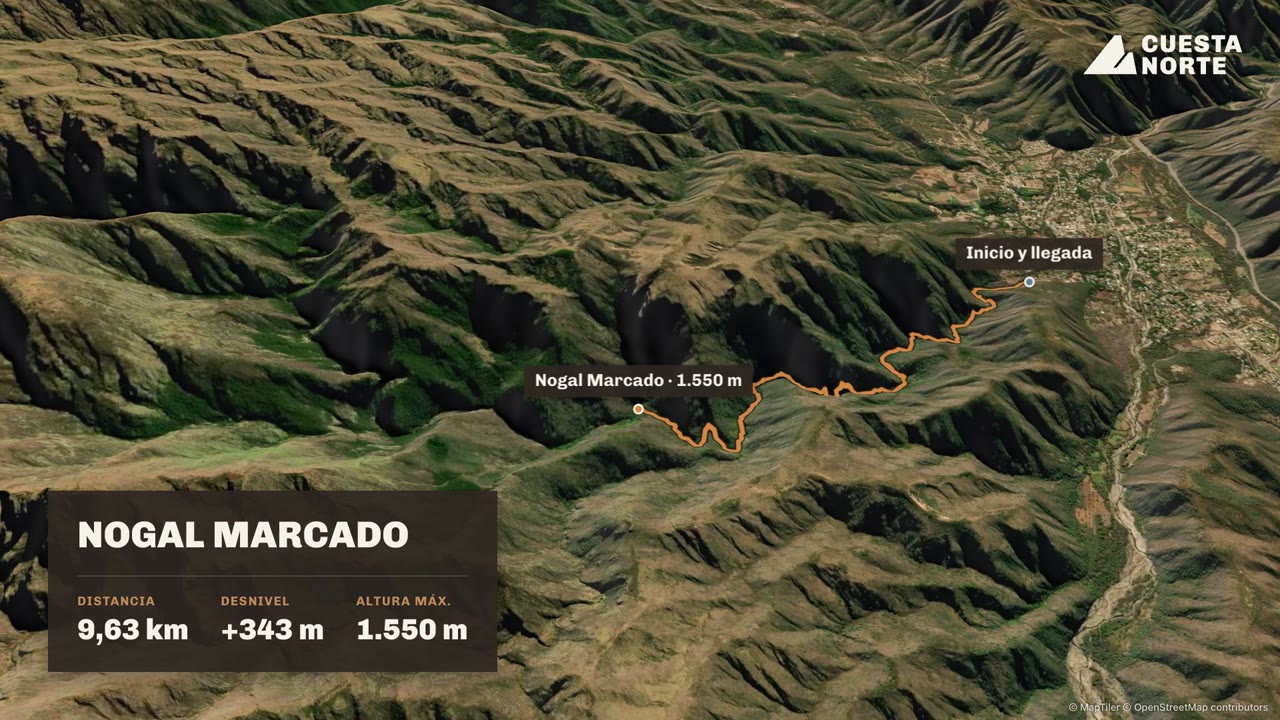 CUESTA
NORTE
Inicio y llegada
Nogal Marcado · 1.550 m
NOGAL MARCADO
DISTANCIA DESNIVEL ALTURA MÁX.
9,63 km +343 m 1.550 m
© MapTiler © OpenStreetMap contributors